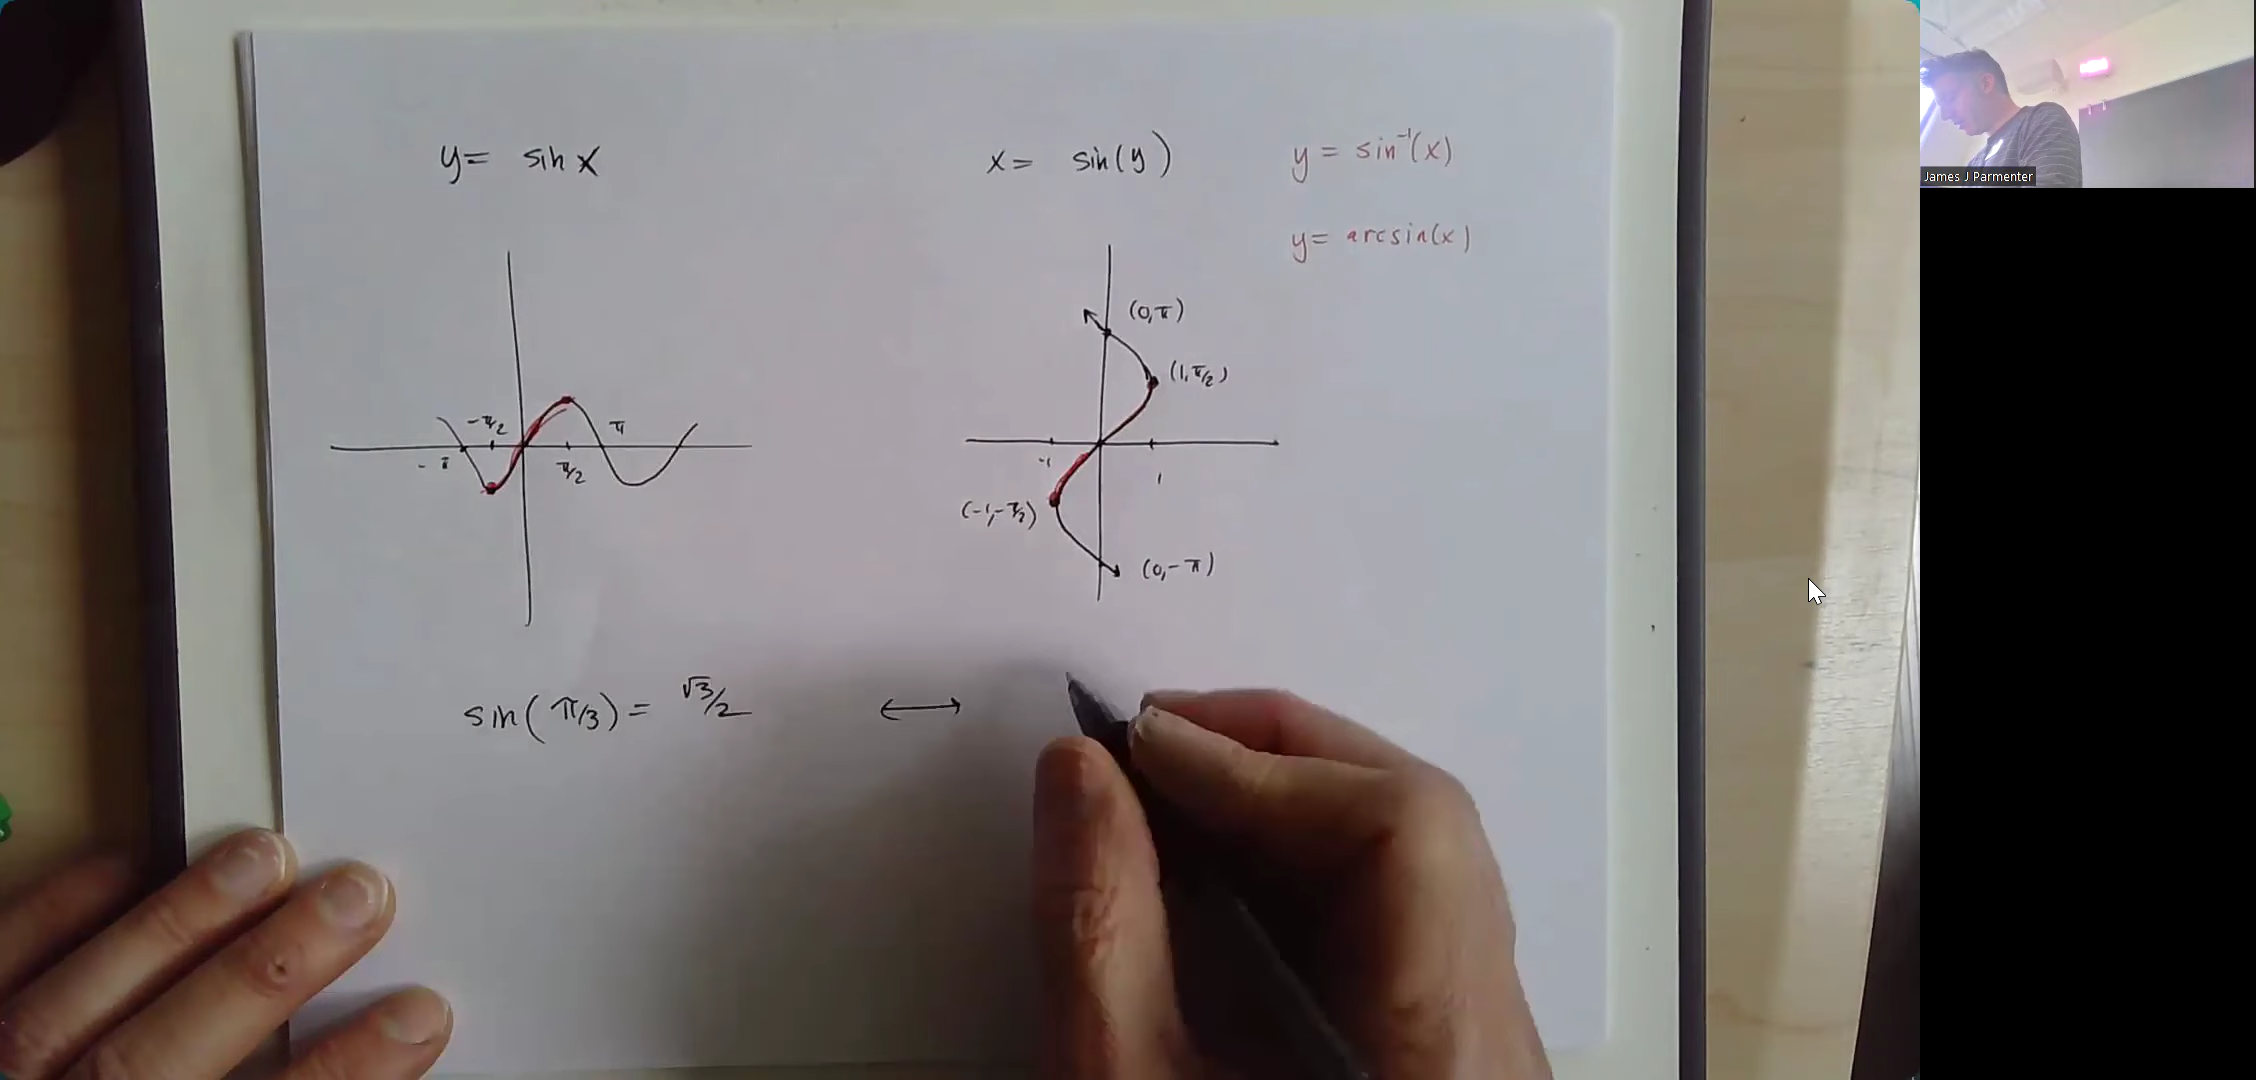 y = sin x
x = sin(y)
y = sin⁻¹(x)
y = arcsin(x)
(0,π)
(1,π/2)
-π/2
π
-π
π/2
-1
1
(-1,-π/2)
(0,-π)
sin(π/3) = √3/2 ⟷
James J Parmenter